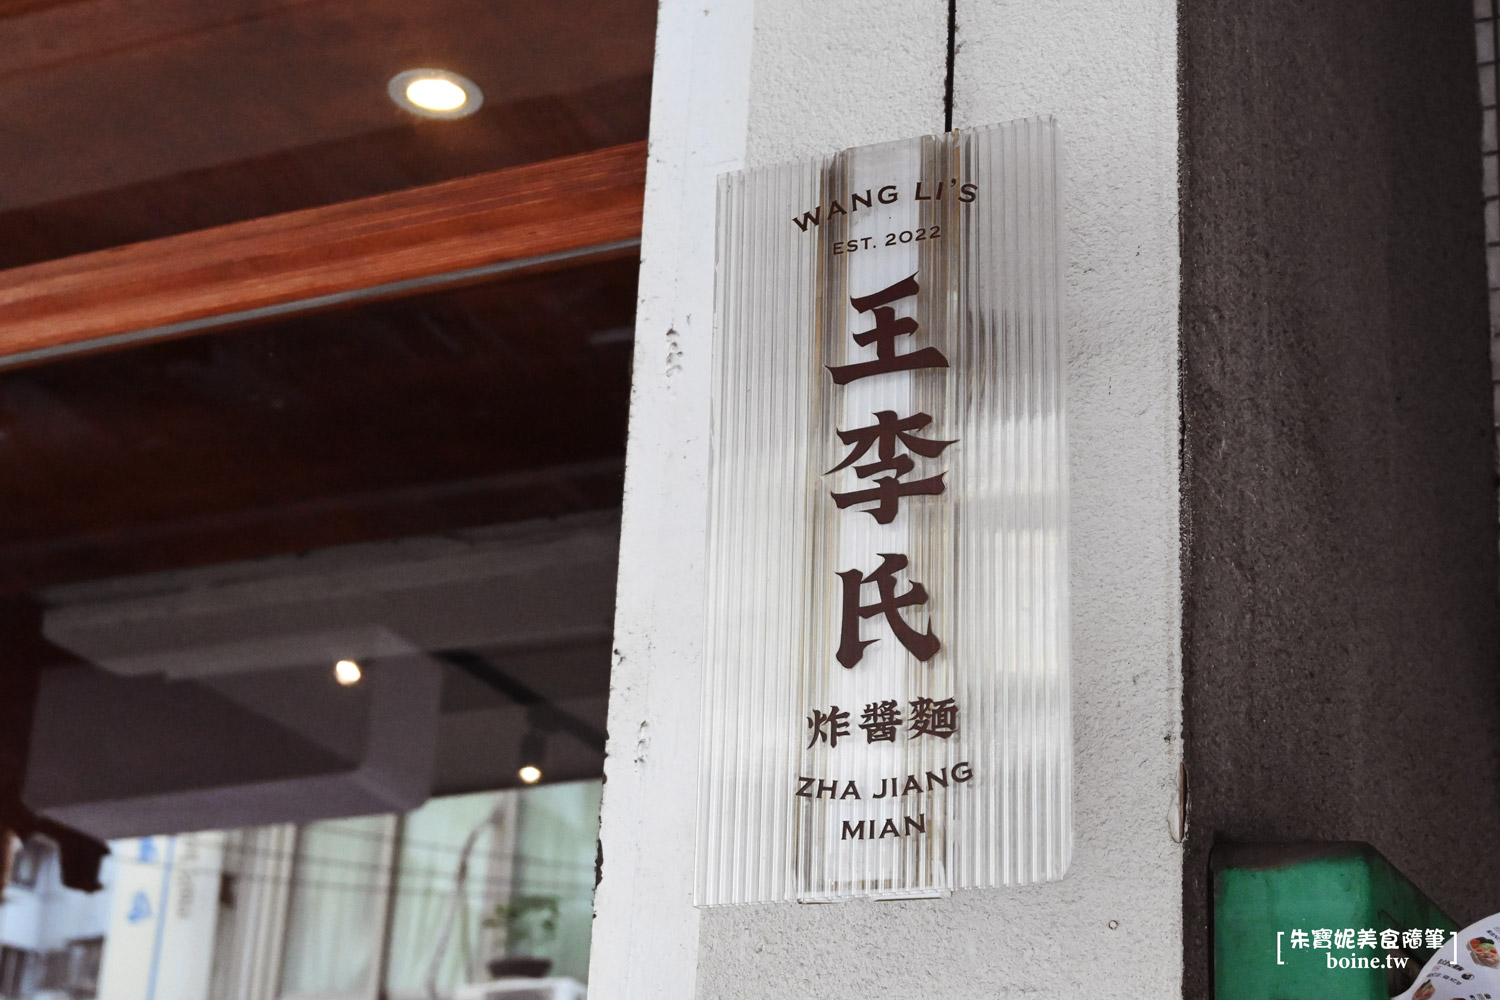 WANG LI'S
EST. 2022
王李氏
炸醬麵
ZHA JIANG
MIAN
朱寶妮美食隨筆
boine.tw